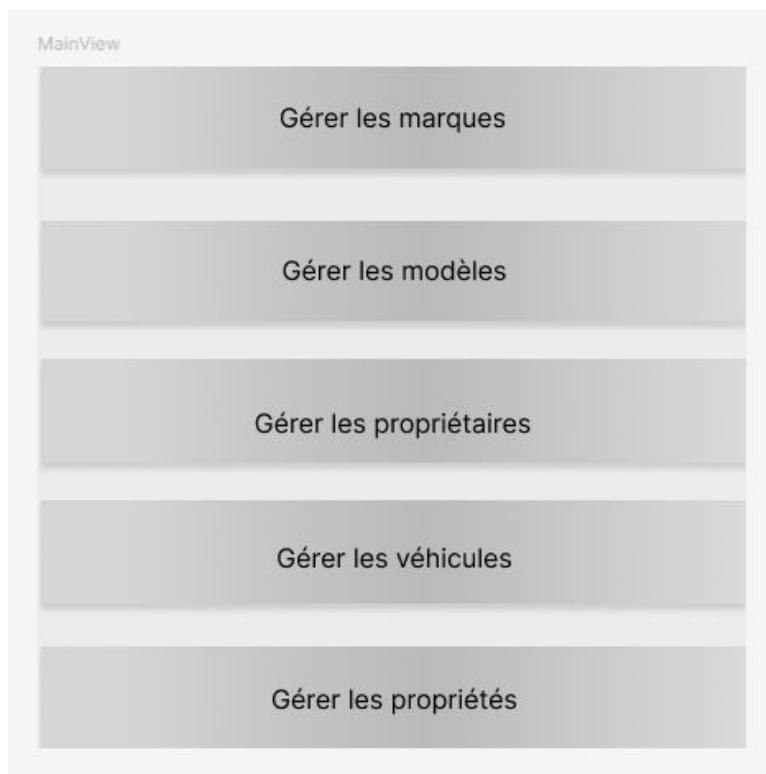 MainView
Gérer les marques
Gérer les modèles
Gérer les propriétaires
Gérer les véhicules
Gérer les propriétés